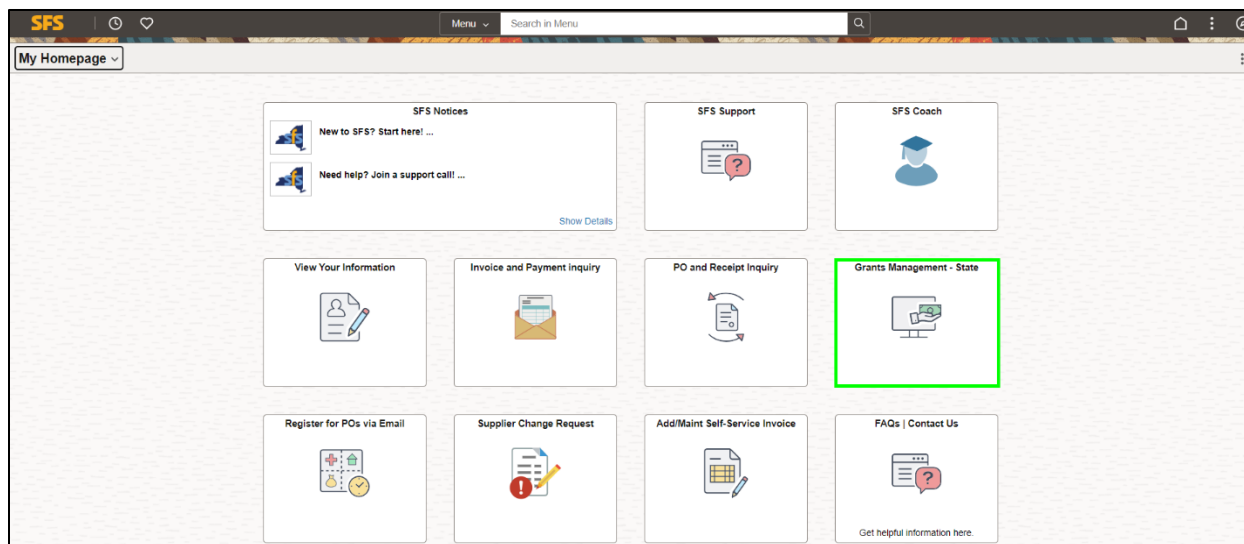 SFS
Menu
Search in Menu
My Homepage
SFS Notices
New to SFS? Start here! ...
Need help? Join a support call! ...
Show Details
SFS Support
SFS Coach
View Your Information
Invoice and Payment inquiry
PO and Receipt Inquiry
Grants Management - State
Register for POs via Email
Supplier Change Request
Add/Maint Self-Service Invoice
FAQs | Contact Us
Get helpful information here.